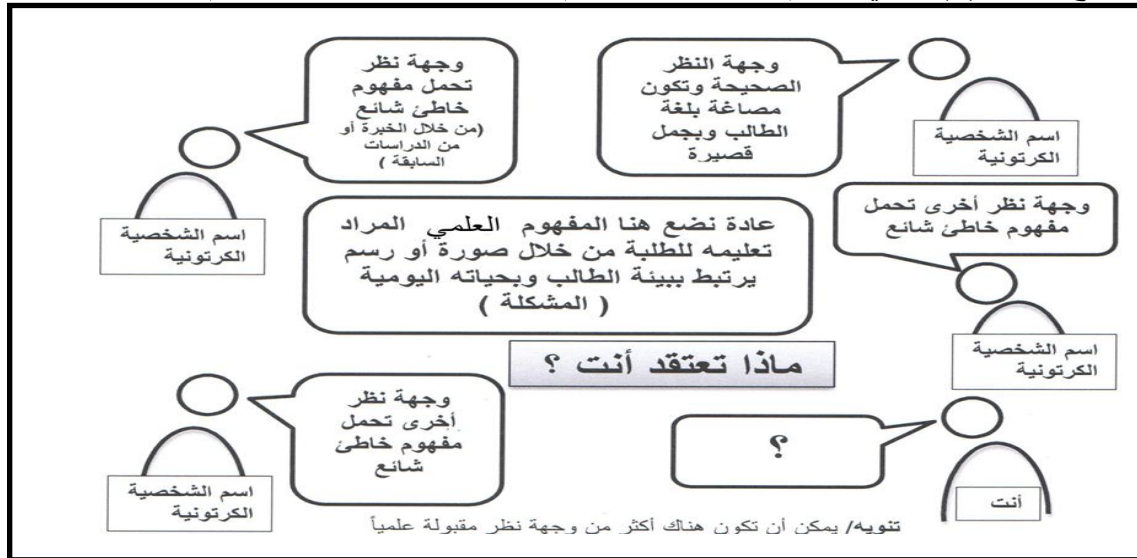 وجهة النظر
الصحيحة وتكون
مصاغة بلغة
الطالب وبجمل
قصيرة
اسم الشخصية
الكرتونية
وجهة نظر
تحمل مفهوم
خاطئ شائع
(من خلال الخبرة أو
من الدراسات
السابقة )
اسم الشخصية
الكرتونية
وجهة نظر أخرى تحمل
مفهوم خاطئ شائع
اسم الشخصية
الكرتونية
عادة نضع هنا المفهوم العلمي المراد
تعليمه للطلبة من خلال صورة أو رسم
يرتبط ببيئة الطالب وبحياته اليومية
( المشكلة )
ماذا تعتقد أنت ؟
؟
أنت
وجهة نظر
أخرى تحمل
مفهوم خاطئ
شائع
اسم الشخصية
الكرتونية
تنويه/ يمكن أن تكون هناك أكثر من وجهة نظر مقبولة علمياً